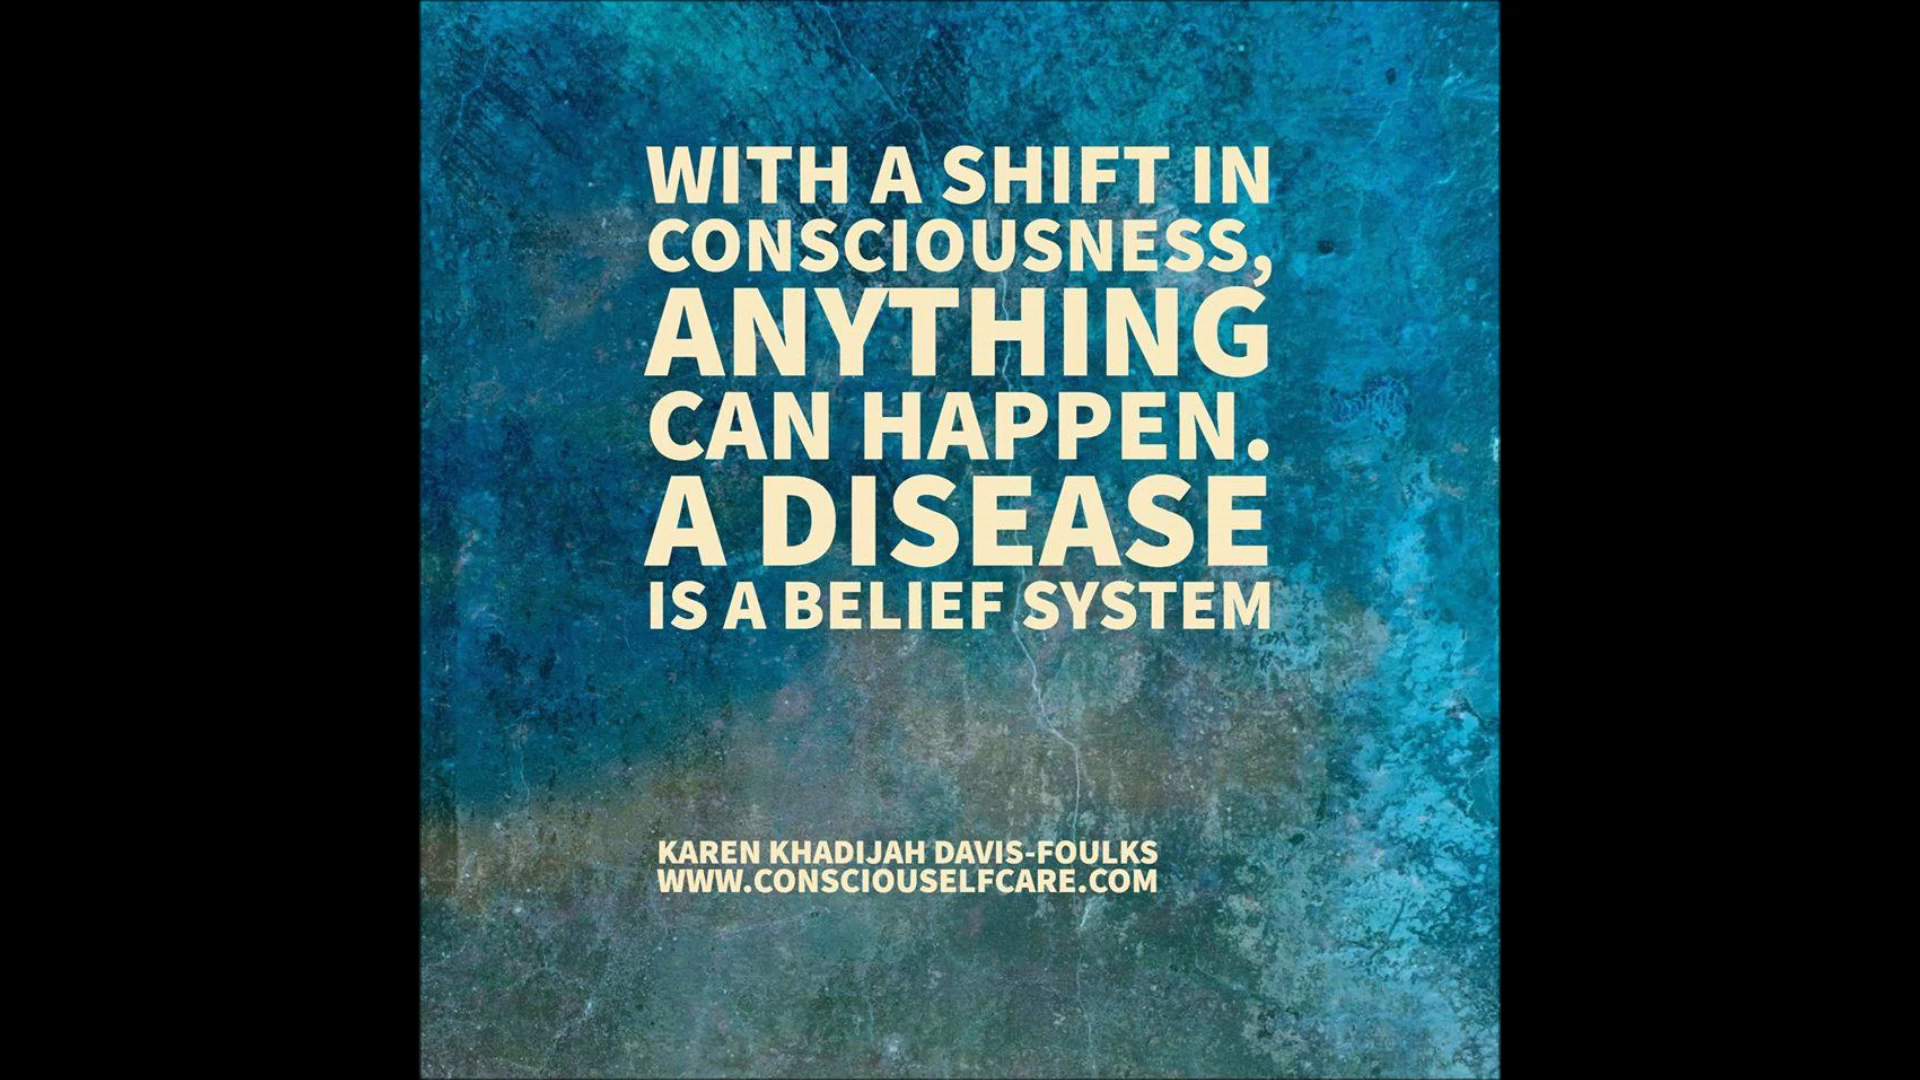 WITH A SHIFT IN
CONSCIOUSNESS,
ANYTHING
CAN HAPPEN.
A DISEASE
IS A BELIEF SYSTEM
KAREN KHADIJAH DAVIS-FOULKS
WWW.CONSCIOUSELFCARE.COM